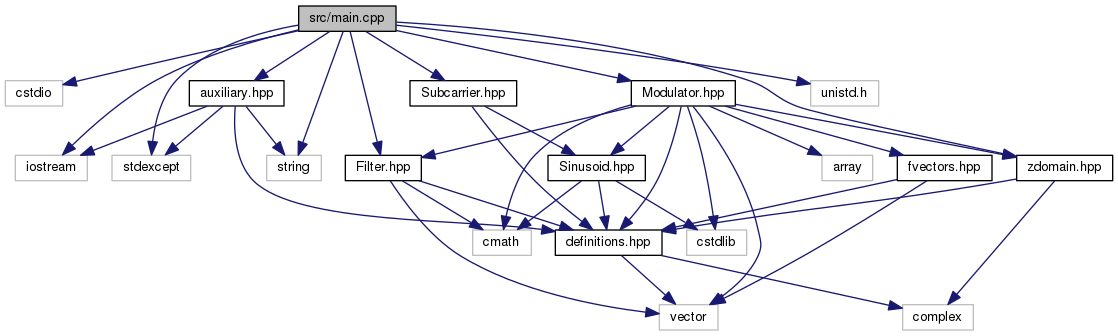 src/main.cpp
cstdio
auxiliary.hpp
Subcarrier.hpp
Modulator.hpp
unistd.h
iostream
stdexcept
string
Filter.hpp
Sinusoid.hpp
array
fvectors.hpp
zdomain.hpp
cmath
definitions.hpp
cstdlib
vector
complex